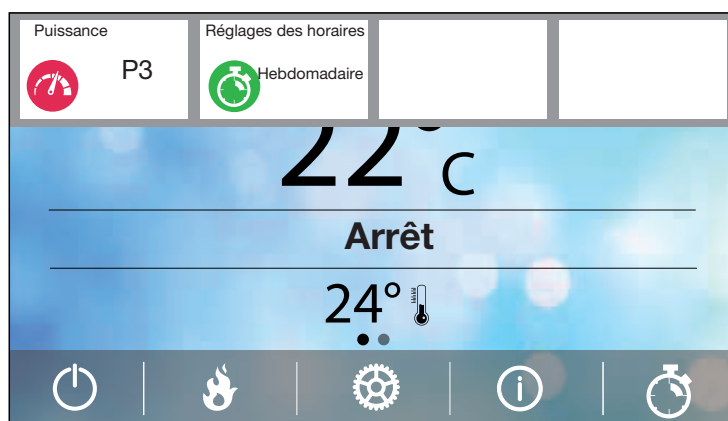 Puissance
P3
Réglages des horaires
Hebdomadaire
22°C
Arrêt
24°